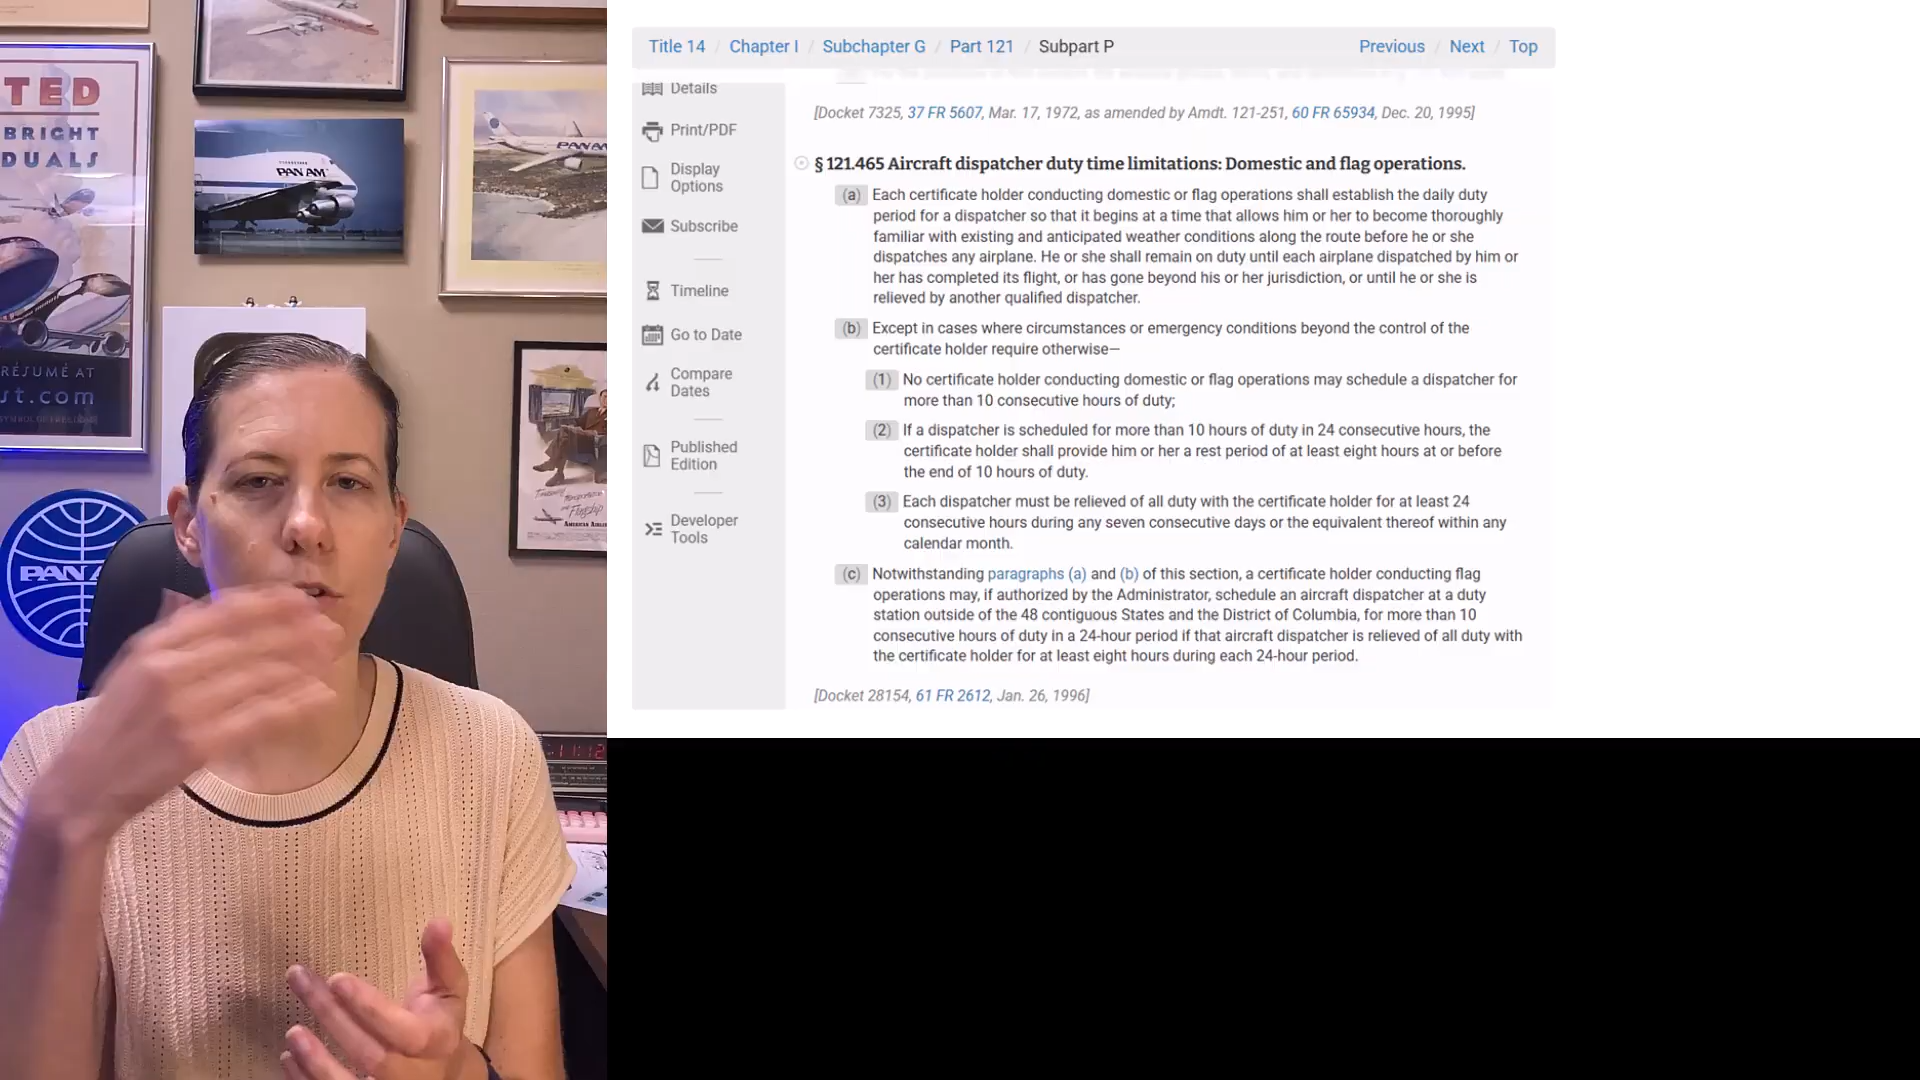 TED
BRIGHT
DUALS
RÉSUMÉ AT
st.com
PAN AM
PAN AM
PAN A
AMERICAN AIRLIN
11:12
Title 14 / Chapter I / Subchapter G / Part 121 / Subpart P
Previous / Next / Top
Details
Print/PDF
Display
Options
Subscribe
Timeline
Go to Date
Compare
Dates
Published
Edition
Developer
Tools
[Docket 7325, 37 FR 5607, Mar. 17, 1972, as amended by Amdt. 121-251, 60 FR 65934, Dec. 20, 1995]
§ 121.465 Aircraft dispatcher duty time limitations: Domestic and flag operations.
(a) Each certificate holder conducting domestic or flag operations shall establish the daily duty
period for a dispatcher so that it begins at a time that allows him or her to become thoroughly
familiar with existing and anticipated weather conditions along the route before he or she
dispatches any airplane. He or she shall remain on duty until each airplane dispatched by him or
her has completed its flight, or has gone beyond his or her jurisdiction, or until he or she is
relieved by another qualified dispatcher.
(b) Except in cases where circumstances or emergency conditions beyond the control of the
certificate holder require otherwise—
(1) No certificate holder conducting domestic or flag operations may schedule a dispatcher for
more than 10 consecutive hours of duty;
(2) If a dispatcher is scheduled for more than 10 hours of duty in 24 consecutive hours, the
certificate holder shall provide him or her a rest period of at least eight hours at or before
the end of 10 hours of duty.
(3) Each dispatcher must be relieved of all duty with the certificate holder for at least 24
consecutive hours during any seven consecutive days or the equivalent thereof within any
calendar month.
(c) Notwithstanding paragraphs (a) and (b) of this section, a certificate holder conducting flag
operations may, if authorized by the Administrator, schedule an aircraft dispatcher at a duty
station outside of the 48 contiguous States and the District of Columbia, for more than 10
consecutive hours of duty in a 24-hour period if that aircraft dispatcher is relieved of all duty with
the certificate holder for at least eight hours during each 24-hour period.
[Docket 28154, 61 FR 2612, Jan. 26, 1996]